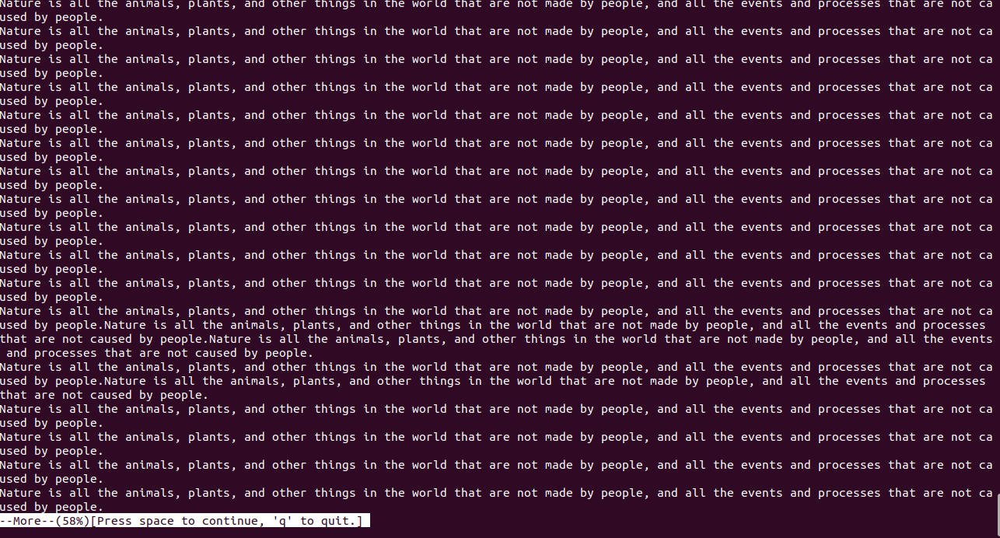 Nature is all the animals, plants, and other things in the world that are not made by people, and all the events and processes that are not ca
used by people.
Nature is all the animals, plants, and other things in the world that are not made by people, and all the events and processes that are not ca
used by people.
Nature is all the animals, plants, and other things in the world that are not made by people, and all the events and processes that are not ca
used by people.
Nature is all the animals, plants, and other things in the world that are not made by people, and all the events and processes that are not ca
used by people.
Nature is all the animals, plants, and other things in the world that are not made by people, and all the events and processes that are not ca
used by people.
Nature is all the animals, plants, and other things in the world that are not made by people, and all the events and processes that are not ca
used by people.
Nature is all the animals, plants, and other things in the world that are not made by people, and all the events and processes that are not ca
used by people.
Nature is all the animals, plants, and other things in the world that are not made by people, and all the events and processes that are not ca
used by people.
Nature is all the animals, plants, and other things in the world that are not made by people, and all the events and processes that are not ca
used by people.
Nature is all the animals, plants, and other things in the world that are not made by people, and all the events and processes that are not ca
used by people.
Nature is all the animals, plants, and other things in the world that are not made by people, and all the events and processes that are not ca
used by people.
Nature is all the animals, plants, and other things in the world that are not made by people, and all the events and processes that are not ca
used by people.Nature is all the animals, plants, and other things in the world that are not made by people, and all the events and processes
that are not caused by people.Nature is all the animals, plants, and other things in the world that are not made by people, and all the events
 and processes that are not caused by people.
Nature is all the animals, plants, and other things in the world that are not made by people, and all the events and processes that are not ca
used by people.Nature is all the animals, plants, and other things in the world that are not made by people, and all the events and processes
that are not caused by people.
Nature is all the animals, plants, and other things in the world that are not made by people, and all the events and processes that are not ca
used by people.
Nature is all the animals, plants, and other things in the world that are not made by people, and all the events and processes that are not ca
used by people.
Nature is all the animals, plants, and other things in the world that are not made by people, and all the events and processes that are not ca
used by people.
Nature is all the animals, plants, and other things in the world that are not made by people, and all the events and processes that are not ca
used by people.
--More--(58%)[Press space to continue, 'q' to quit.]